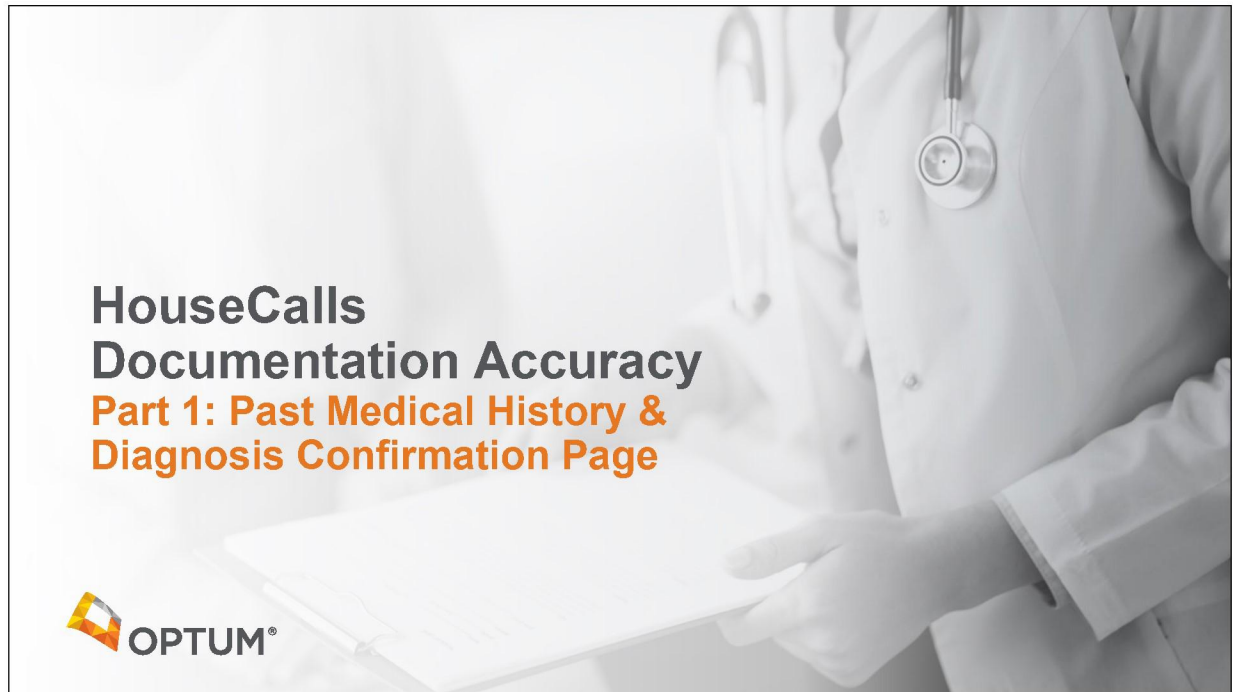 HouseCalls
Documentation Accuracy
Part 1: Past Medical History &
Diagnosis Confirmation Page
OPTUM®